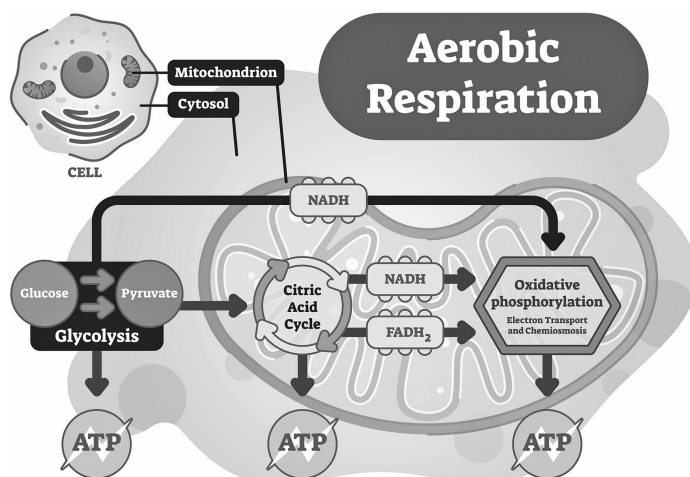 Aerobic
Respiration
Mitochondrion
Cytosol
CELL
NADH
Glucose
Pyruvate
Glycolysis
Citric
Acid
Cycle
NADH
FADH₂
Oxidative
phosphorylation
Electron Transport
and Chemiosmosis
ATP
ATP
ATP